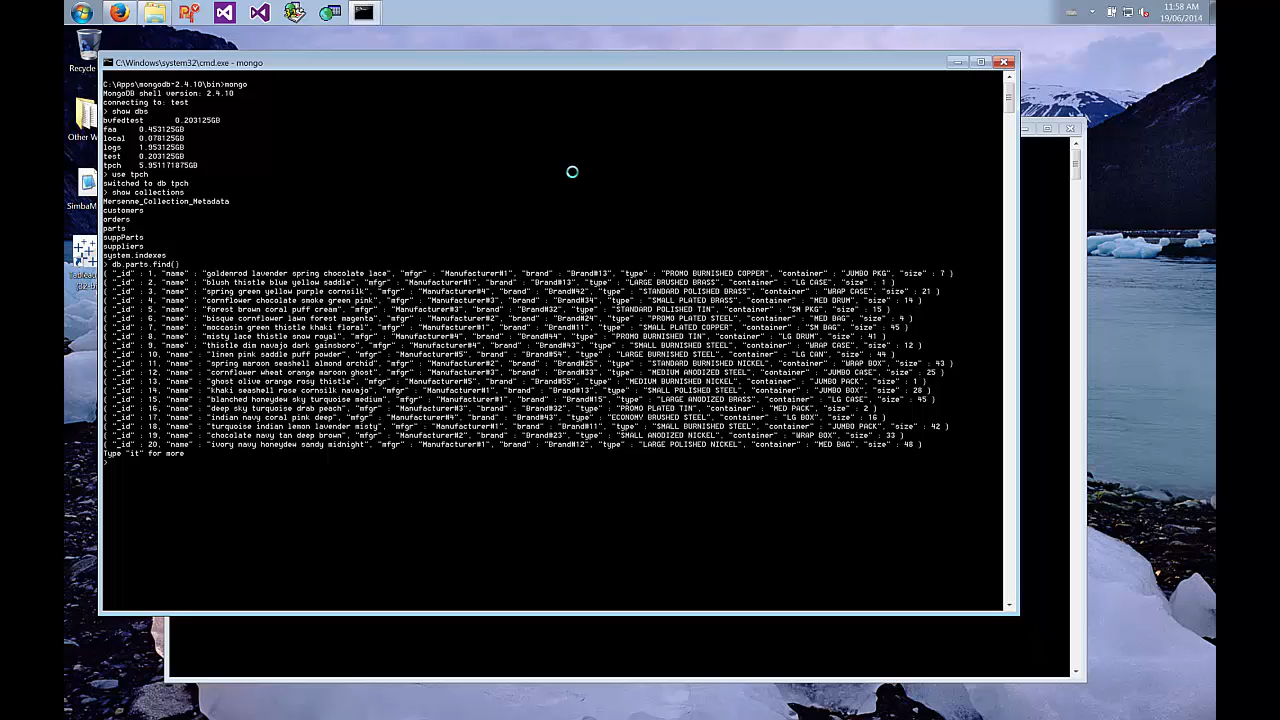 11:58 AM
19/06/2014
Recycle
Other W
SimbaM
Tableau
(32-b
C:\Windows\system32\cmd.exe - mongo
C:\Apps\mongodb-2.4.10\bin>mongo
MongoDB shell version: 2.4.10
connecting to: test
> show dbs
bvfedtest 0.203125GB
faa 0.453125GB
local 0.078125GB
logs 1.953125GB
test 0.203125GB
tpch 5.951171875GB
> use tpch
switched to db tpch
> show collections
Mersenne_Collection_Metadata
customers
orders
parts
suppParts
suppliers
system.indexes
> db.parts.find()
{ "_id" : 1, "name" : "goldenrod lavender spring chocolate lace", "mfgr" : "Manufacturer#1", "brand" : "Brand#13", "type" : "PROMO BURNISHED COPPER", "container" : "JUMBO PKG", "size" : 7 }
{ "_id" : 2, "name" : "blush thistle blue yellow saddle", "mfgr" : "Manufacturer#1", "brand" : "Brand#13", "type" : "LARGE BRUSHED BRASS", "container" : "LG CASE", "size" : 1 }
{ "_id" : 3, "name" : "spring green yellow purple cornsilk", "mfgr" : "Manufacturer#4", "brand" : "Brand#42", "type" : "STANDARD POLISHED BRASS", "container" : "WRAP CASE", "size" : 21 }
{ "_id" : 4, "name" : "cornflower chocolate smoke green pink", "mfgr" : "Manufacturer#3", "brand" : "Brand#34", "type" : "SMALL PLATED BRASS", "container" : "MED DRUM", "size" : 14 }
{ "_id" : 5, "name" : "forest brown coral puff cream", "mfgr" : "Manufacturer#3", "brand" : "Brand#32", "type" : "STANDARD POLISHED TIN", "container" : "SM PKG", "size" : 15 }
{ "_id" : 6, "name" : "bisque cornflower lawn forest magenta", "mfgr" : "Manufacturer#2", "brand" : "Brand#24", "type" : "PROMO PLATED STEEL", "container" : "MED BAG", "size" : 4 }
{ "_id" : 7, "name" : "moccasin green thistle khaki floral", "mfgr" : "Manufacturer#1", "brand" : "Brand#11", "type" : "SMALL PLATED COPPER", "container" : "SM BAG", "size" : 45 }
{ "_id" : 8, "name" : "misty lace thistle snow royal", "mfgr" : "Manufacturer#4", "brand" : "Brand#44", "type" : "PROMO BURNISHED TIN", "container" : "LG DRUM", "size" : 41 }
{ "_id" : 9, "name" : "thistle dim navajo dark gainsboro", "mfgr" : "Manufacturer#4", "brand" : "Brand#43", "type" : "SMALL BURNISHED STEEL", "container" : "WRAP CASE", "size" : 12 }
{ "_id" : 10, "name" : "linen pink saddle puff powder", "mfgr" : "Manufacturer#5", "brand" : "Brand#54", "type" : "LARGE BURNISHED STEEL", "container" : "LG CAN", "size" : 44 }
{ "_id" : 11, "name" : "spring maroon seashell almond orchid", "mfgr" : "Manufacturer#2", "brand" : "Brand#25", "type" : "STANDARD BURNISHED NICKEL", "container" : "WRAP BOX", "size" : 43 }
{ "_id" : 12, "name" : "cornflower wheat orange maroon ghost", "mfgr" : "Manufacturer#3", "brand" : "Brand#33", "type" : "MEDIUM ANODIZED STEEL", "container" : "JUMBO CASE", "size" : 25 }
{ "_id" : 13, "name" : "ghost olive orange rosy thistle", "mfgr" : "Manufacturer#5", "brand" : "Brand#55", "type" : "MEDIUM BURNISHED NICKEL", "container" : "JUMBO PACK", "size" : 1 }
{ "_id" : 14, "name" : "khaki seashell rose cornsilk navajo", "mfgr" : "Manufacturer#1", "brand" : "Brand#13", "type" : "SMALL POLISHED STEEL", "container" : "JUMBO BOX", "size" : 28 }
{ "_id" : 15, "name" : "blanched honeydew sky turquoise medium", "mfgr" : "Manufacturer#1", "brand" : "Brand#15", "type" : "LARGE ANODIZED BRASS", "container" : "LG CASE", "size" : 45 }
{ "_id" : 16, "name" : "deep sky turquoise drab peach", "mfgr" : "Manufacturer#3", "brand" : "Brand#32", "type" : "PROMO PLATED TIN", "container" : "MED PACK", "size" : 2 }
{ "_id" : 17, "name" : "indian navy coral pink deep", "mfgr" : "Manufacturer#4", "brand" : "Brand#43", "type" : "ECONOMY BRUSHED STEEL", "container" : "LG BOX", "size" : 16 }
{ "_id" : 18, "name" : "turquoise indian lemon lavender misty", "mfgr" : "Manufacturer#1", "brand" : "Brand#11", "type" : "SMALL BURNISHED STEEL", "container" : "JUMBO PACK", "size" : 42 }
{ "_id" : 19, "name" : "chocolate navy tan deep brown", "mfgr" : "Manufacturer#2", "brand" : "Brand#23", "type" : "SMALL ANODIZED NICKEL", "container" : "WRAP BOX", "size" : 33 }
{ "_id" : 20, "name" : "ivory navy honeydew sandy midnight", "mfgr" : "Manufacturer#1", "brand" : "Brand#12", "type" : "LARGE POLISHED NICKEL", "container" : "MED BAG", "size" : 48 }
Type "it" for more
>